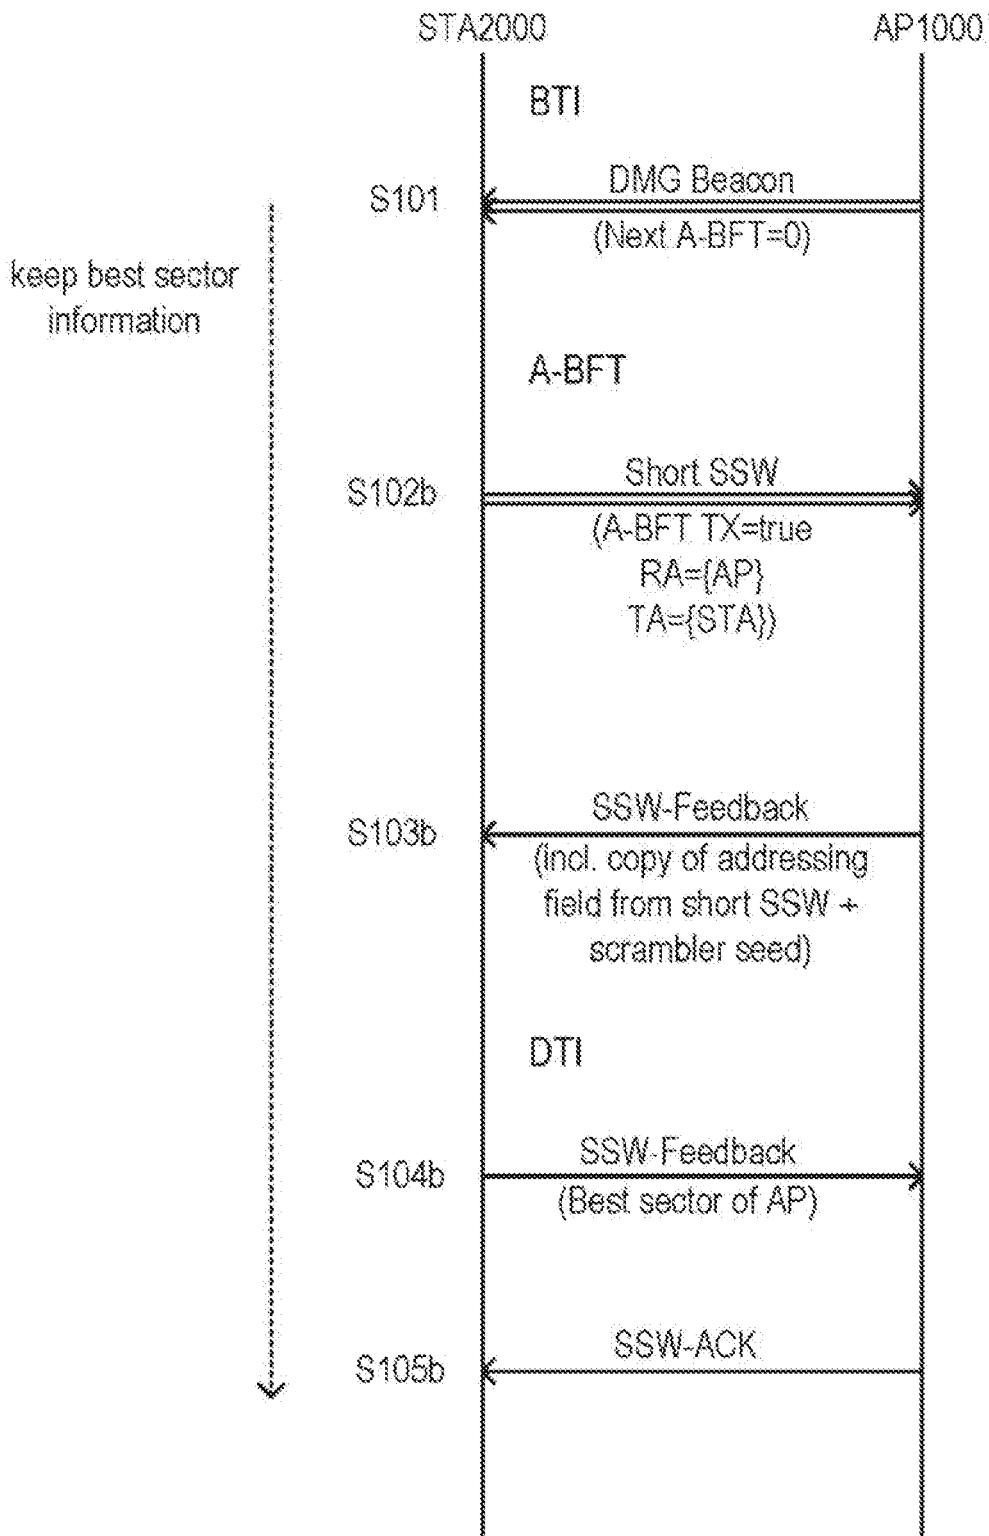 STA2000
AP1000
BTI
DMG Beacon
S101
(Next A-BFT=0)
keep best sector
information
A-BFT
Short SSW
S102b
(A-BFT TX=true
RA={AP}
TA={STA})
SSW-Feedback
S103b
(incl. copy of addressing
field from short SSW +
scrambler seed)
DTI
SSW-Feedback
S104b
(Best sector of AP)
SSW-ACK
S105b